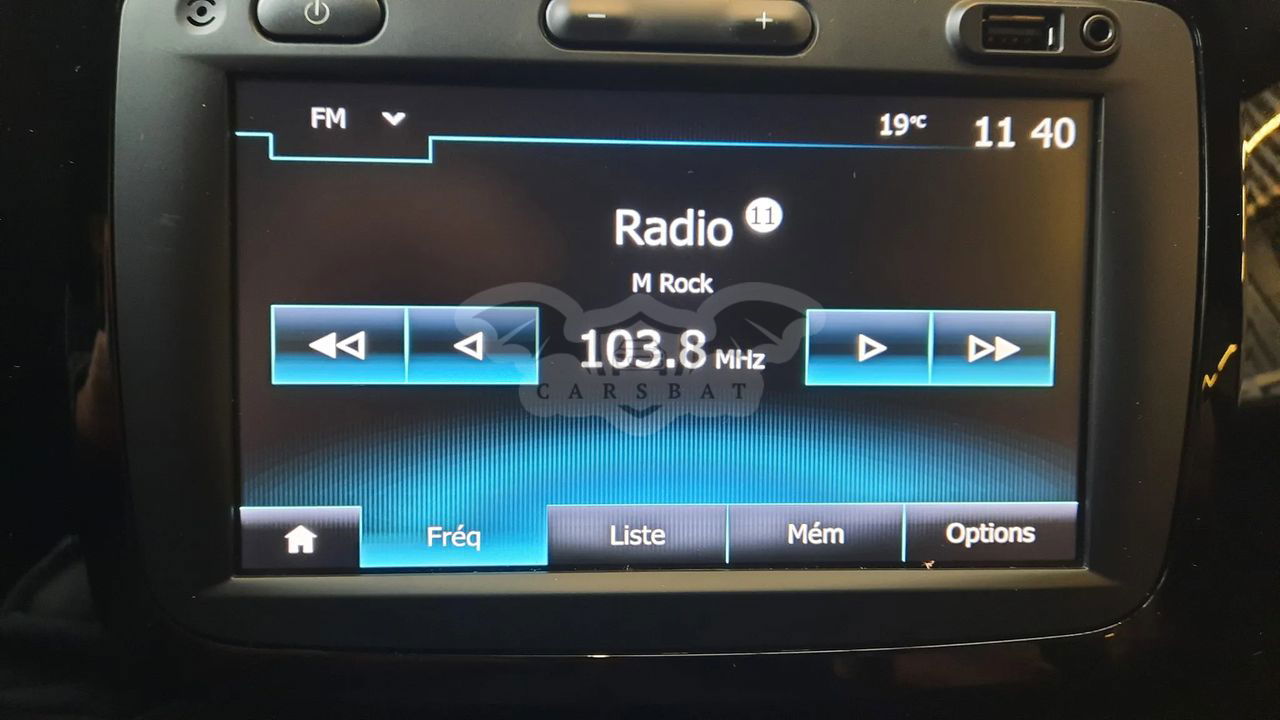 − +
FM 19°C 11 40
Radio 11
M Rock
103.8 MHz
CARSBAT
Fréq Liste Mém Options